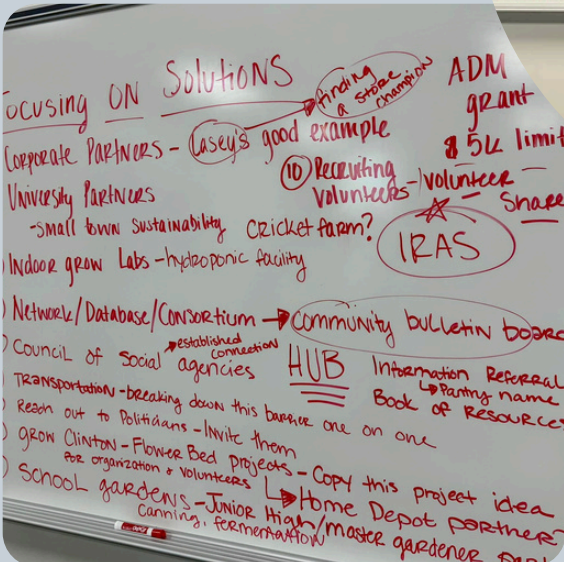 Focusing ON Solutions
finding a store champion
ADM grant
$5k limit
Corporate Partners - Casey's good example
10 Recruiting Volunteers - 1 volunteer
Share
University Partners
-Small town Sustainability Cricket farm?
IRAS
Indoor grow Labs - hydroponic facility
Network/Database/Consortium → Community bulletin board
Council of Social agencies
established connection
HUB
Information Referral
Pantry name
Book of Resources
Transportation - breaking down this barrier one on one
Reach out to Politicians - Invite them
Grow Clinton - Flower Bed Projects - Copy this project idea
For organization & volunteers
Home Depot partner?
School gardens - Junior High/master gardener
Canning, fermentation